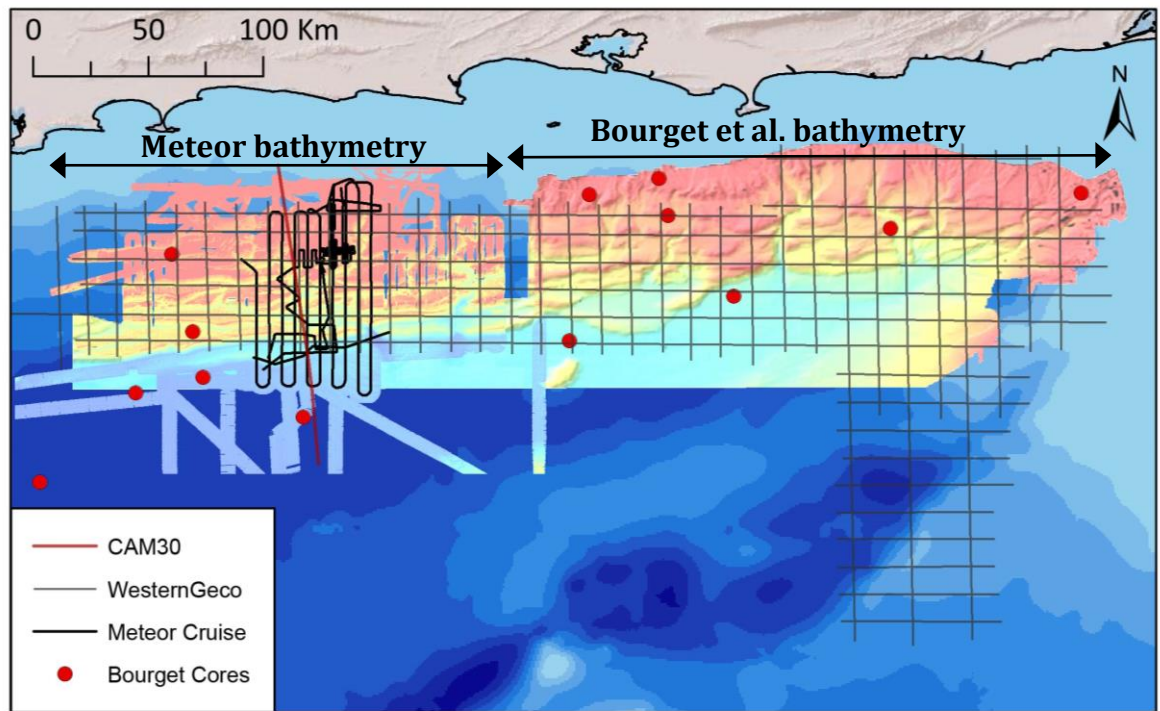 0 50 100 Km
N
Meteor bathymetry
Bourget et al. bathymetry
CAM30
WesternGeco
Meteor Cruise
Bourget Cores